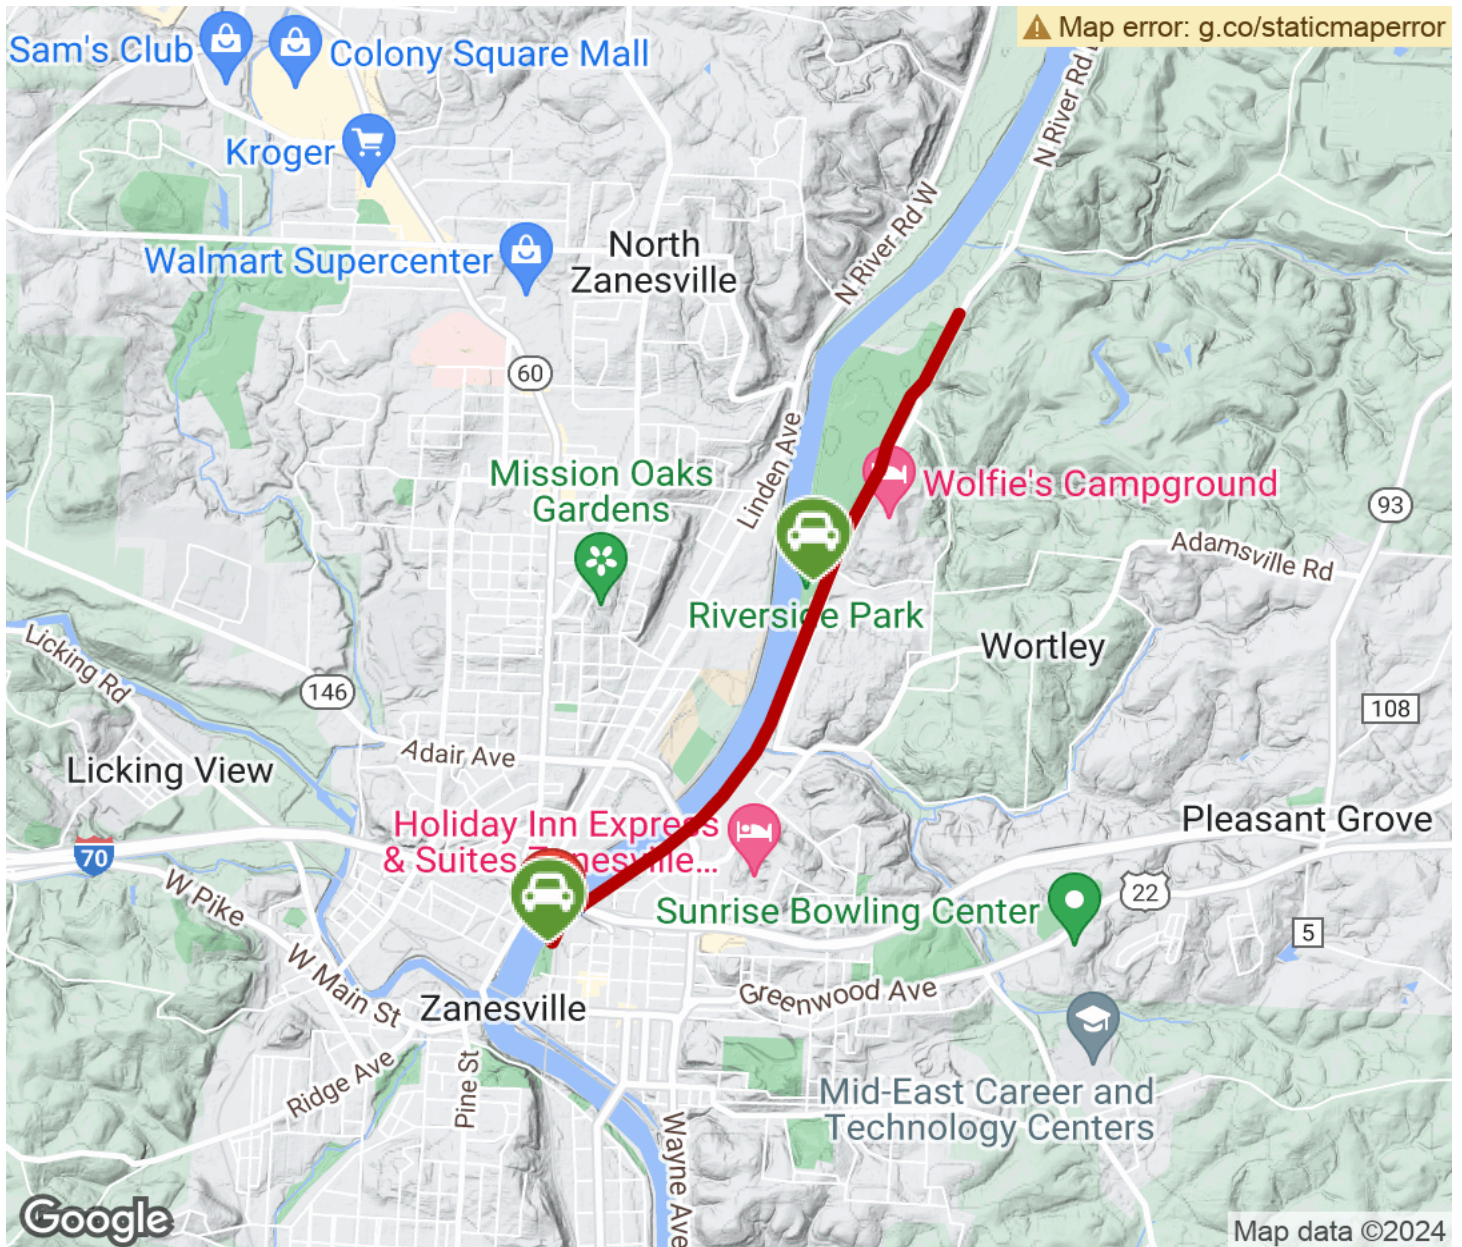 Map error: g.co/staticmaperror
Sam's Club
Colony Square Mall
N River Rd E
Kroger
N River Rd W
North
Zanesville
Walmart Supercenter
60
Linden Ave
Mission Oaks
Gardens
Wolfie's Campground
93
Adamsville Rd
Riverside Park
Licking Rd
Wortley
146
108
Adair Ave
Licking View
Holiday Inn Express
& Suites Zanesville...
Pleasant Grove
70
W Pike
22
Sunrise Bowling Center
5
W Main St
Greenwood Ave
Zanesville
Ridge Ave
Pine St
Mid-East Career and
Technology Centers
Wayne Ave
Google
Map data ©2024